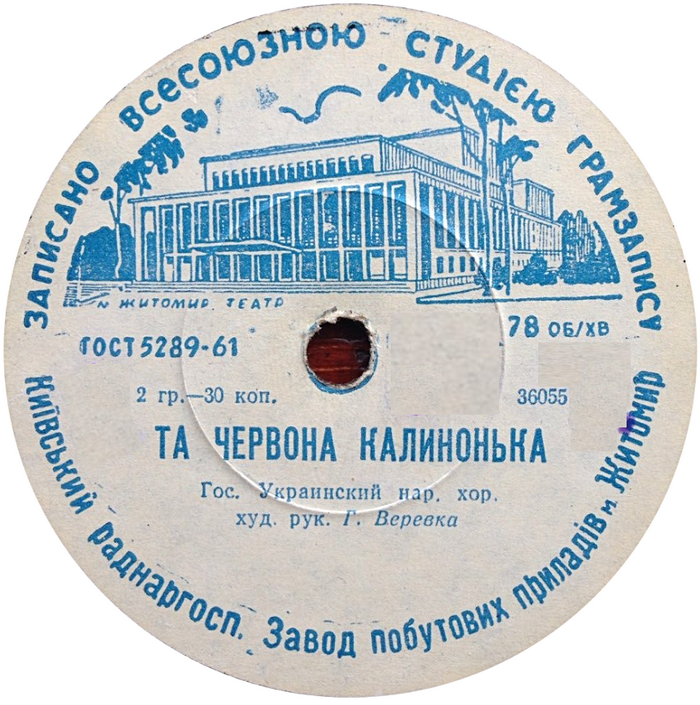 ЗАПИСАНО ВСЕСОЮЗНОЮ СТУДІЄЮ ГРАМЗАПИСУ
м ЖИТОМИР. ТЕАТР
ГОСТ 5289-61
78 ОБ/ХВ
2 гр.—30 коп.
36055
ТА ЧЕРВОНА КАЛИНОНЬКА
Гос. Украинский нар. хор.
худ. рук. Г. Веревка
Київський раднаргосп. Завод побутових приладів м. Житомир